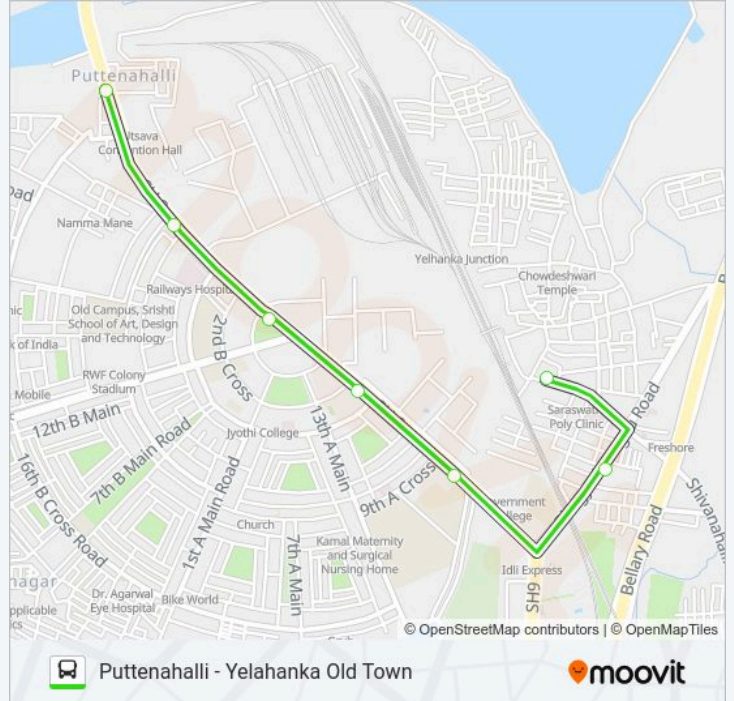 Puttenahalli
Utsava
Convention Hall
Namma Mane
Yelhanka Junction
Chowdeshwari
Temple
Railways
Old Campus, Srishti
School of Art, Design
and Technology
k of India
2nd B Cross
RWF Colony
Stadium
Mobile
12th B Main
Saraswati
Poly Clinic
Road
Jyothi College
13th A Main
Freshore
7th B Main Road
16th B Cross Road
9th A Cross
vernment
llege
1st A Main Road
Church
7th A Main
Kamal Maternity
and Surgical
Nursing Home
Idli Express
SH9
Bellary Road
Shivanaha
nagar
Dr. Agarwal
Eye Hospital
Bike World
pplicable
ics
© OpenStreetMap contributors | © OpenMapTiles
Puttenahalli - Yelahanka Old Town
moovit